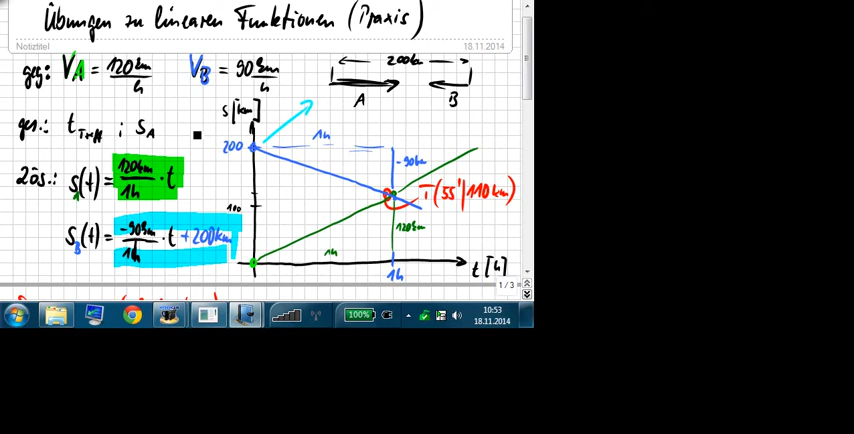 Übungen zu linearen Funktionen (Praxis)
Notiztitel
18.11.2014
geg: VA = 120km/h VB = 90km/h
200km
A B
ges.: tTreff ; SA
Lös.: SA(t) = 120km/1h · t
SB(t) = -90km/1h · t + 200km
s[km]
200
1h
-90km
100
T(55'|110km)
120km
1h
1h
t[h]
1 / 3
100%
10:53
18.11.2014